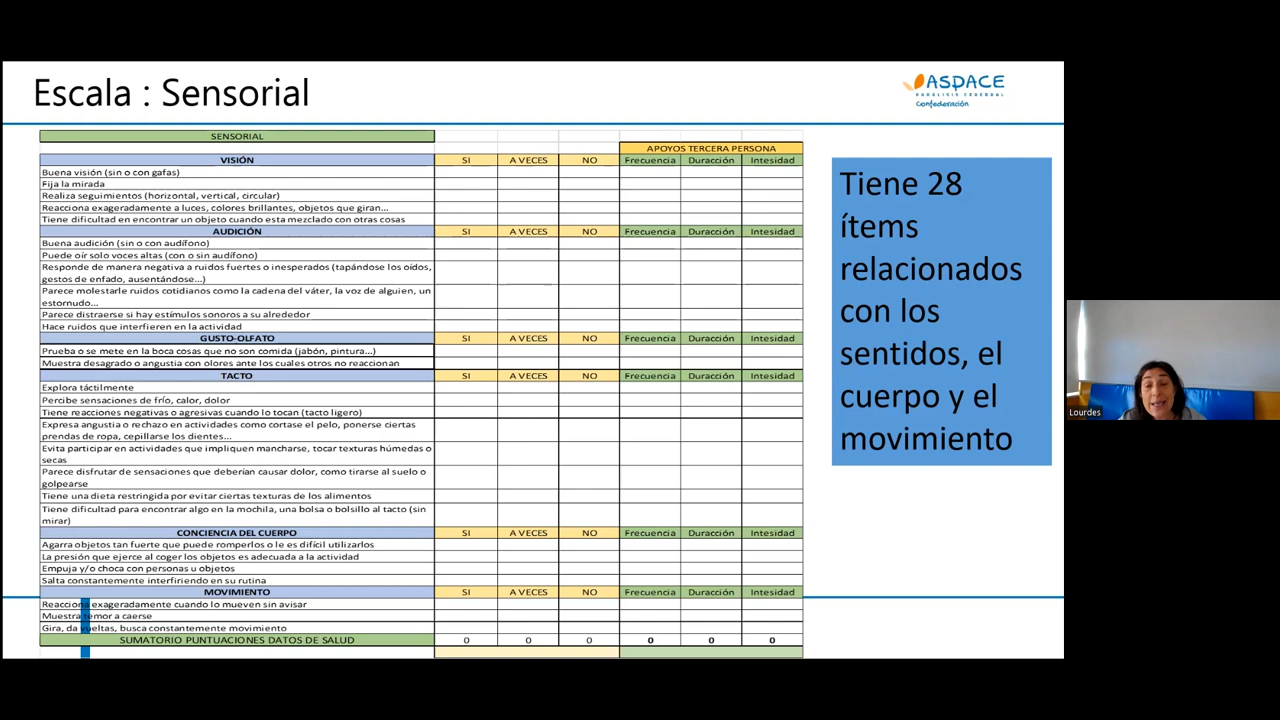 Escala : Sensorial
ASPACE
PARÁLISIS CEREBRAL
Confederación
SENSORIAL
APOYOS TERCERA PERSONA
VISIÓN SI A VECES NO Frecuencia Duracción Intesidad
Buena visión (sin o con gafas)
Fija la mirada
Realiza seguimientos (horizontal, vertical, circular)
Reacciona exageradamente a luces, colores brillantes, objetos que giran...
Tiene dificultad en encontrar un objeto cuando esta mezclado con otras cosas
AUDICIÓN SI A VECES NO Frecuencia Duracción Intesidad
Buena audición (sin o con audífono)
Puede oír solo voces altas (con o sin audífono)
Responde de manera negativa a ruidos fuertes o inesperados (tapándose los oídos,
gestos de enfado, ausentándose...)
Parece molestarle ruidos cotidianos como la cadena del váter, la voz de alguien, un
estornudo...
Parece distraerse si hay estímulos sonoros a su alrededor
Hace ruidos que interfieren en la actividad
GUSTO-OLFATO SI A VECES NO Frecuencia Duracción Intesidad
Prueba o se mete en la boca cosas que no son comida (jabón, pintura...)
Muestra desagrado o angustia con olores ante los cuales otros no reaccionan
TACTO SI A VECES NO Frecuencia Duracción Intesidad
Explora táctilmente
Percibe sensaciones de frío, calor, dolor
Tiene reacciones negativas o agresivas cuando lo tocan (tacto ligero)
Expresa angustia o rechazo en actividades como cortase el pelo, ponerse ciertas
prendas de ropa, cepillarse los dientes...
Evita participar en actividades que impliquen mancharse, tocar texturas húmedas o
secas
Parece disfrutar de sensaciones que deberían causar dolor, como tirarse al suelo o
golpearse
Tiene una dieta restringida por evitar ciertas texturas de los alimentos
Tiene dificultad para encontrar algo en la mochila, una bolsa o bolsillo al tacto (sin
mirar)
CONCIENCIA DEL CUERPO SI A VECES NO Frecuencia Duracción Intesidad
Agarra objetos tan fuerte que puede romperlos o le es difícil utilizarlos
La presión que ejerce al coger los objetos es adecuada a la actividad
Empuja y/o choca con personas u objetos
Salta constantemente interfiriendo en su rutina
MOVIMIENTO SI A VECES NO Frecuencia Duracción Intesidad
Reacciona exageradamente cuando lo mueven sin avisar
Muestra temor a caerse
Gira, da vueltas, busca constantemente movimiento
SUMATORIO PUNTUACIONES DATOS DE SALUD 0 0 0 0 0 0
Tiene 28
ítems
relacionados
con los
sentidos, el
cuerpo y el
movimiento
Lourdes